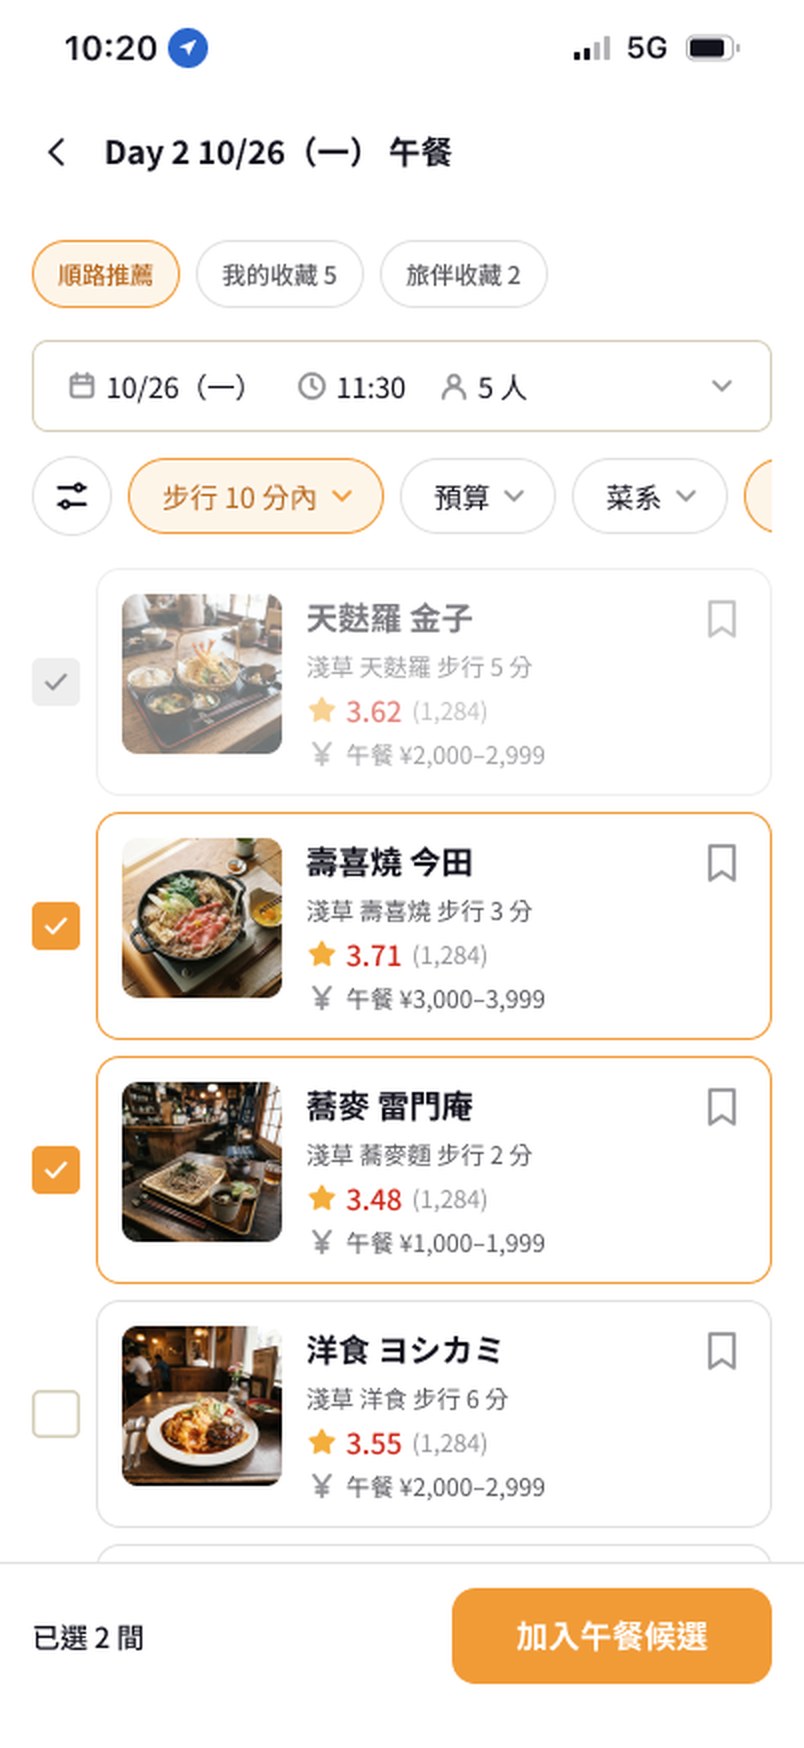 10:20 5G
Day 2 10/26（一） 午餐
順路推薦 我的收藏 5 旅伴收藏 2
10/26（一） 11:30 5 人
步行 10 分內 預算 菜系
天麩羅 金子
淺草 天麩羅 步行 5 分
3.62 (1,284)
¥ 午餐 ¥2,000–2,999
壽喜燒 今田
淺草 壽喜燒 步行 3 分
3.71 (1,284)
¥ 午餐 ¥3,000–3,999
蕎麥 雷門庵
淺草 蕎麥麵 步行 2 分
3.48 (1,284)
¥ 午餐 ¥1,000–1,999
洋食 ヨシカミ
淺草 洋食 步行 6 分
3.55 (1,284)
¥ 午餐 ¥2,000–2,999
已選 2 間 加入午餐候選